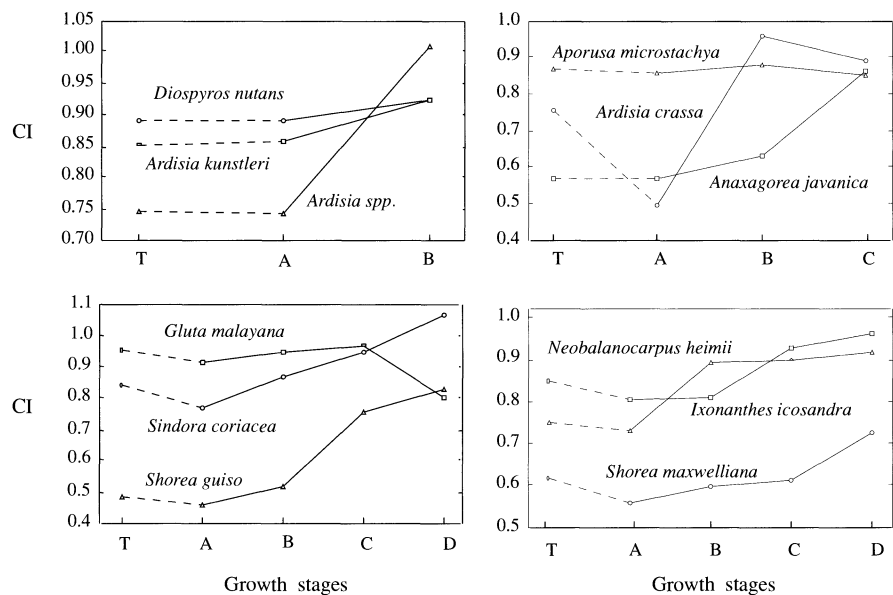 1.05
1.00
0.95
CI
0.90
0.85
0.80
0.75
0.70
Diospyros nutans
Ardisia kunstleri
Ardisia spp.
T A B
1.0
0.9
0.8
0.7
0.6
0.5
0.4
Aporusa microstachya
Ardisia crassa
Anaxagorea javanica
T A B C
1.1
1.0
0.9
0.8
CI
0.7
0.6
0.5
0.4
Gluta malayana
Sindora coriacea
Shorea guiso
T A B C D
Growth stages
1.0
0.9
0.8
0.7
0.6
0.5
Neobalanocarpus heimii
Ixonanthes icosandra
Shorea maxwelliana
T A B C D
Growth stages